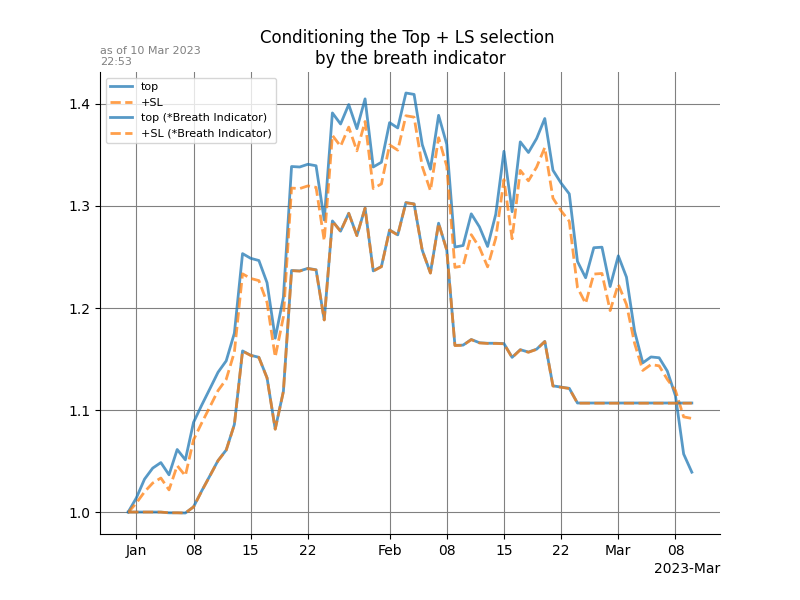 Conditioning the Top + LS selection
by the breath indicator
as of 10 Mar 2023
22:53
top
+SL
top (*Breath Indicator)
+SL (*Breath Indicator)
1.4
1.3
1.2
1.1
1.0
Jan 08 15 22 Feb 08 15 22 Mar 08
2023-Mar